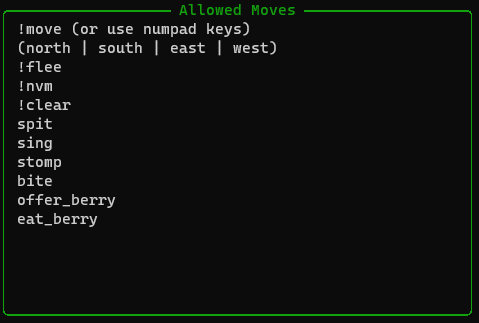 Allowed Moves
!move (or use numpad keys)
(north | south | east | west)
!flee
!nvm
!clear
spit
sing
stomp
bite
offer_berry
eat_berry